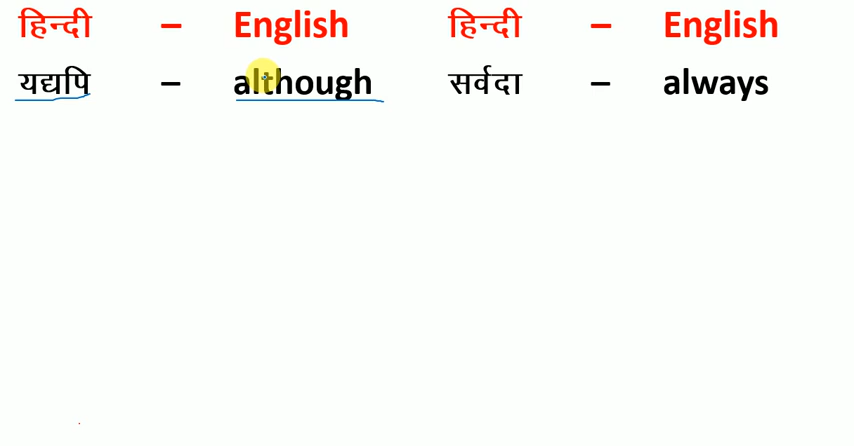 हिन्दी – English हिन्दी – English
यद्यपि – although सर्वदा – always